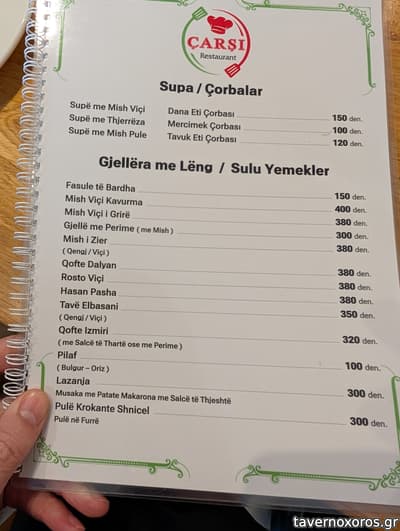 ÇARŞI
Restaurant
Supa / Çorbalar
Supë me Mish Viçi Dana Eti Çorbası 150 den.
Supë me Thjerrëza Mercimek Çorbası 100 den.
Supë me Mish Pule Tavuk Eti Çorbası 120 den.
Gjellëra me Lëng / Sulu Yemekler
Fasule të Bardha 150 den.
Mish Viçi Kavurma 400 den.
Mish Viçi i Grirë 380 den.
Gjellë me Perime ( me Mish ) 300 den.
Mish i Zier 380 den.
( Qengj / Viçi )
Qofte Dalyan 380 den.
Rosto Viçi 380 den.
Hasan Pasha 380 den.
Tavë Elbasani 350 den.
( Qengj / Viçi )
Qofte Izmiri 320 den.
( me Salcë të Thartë ose me Perime )
Pilaf 100 den.
( Bulgur – Oriz )
Lazanja 300 den.
Musaka me Patate Makarona me Salcë të Thjeshtë
Pulë Krokante Shnicel 300 den.
Pulë në Furrë
tavernoxoros.gr